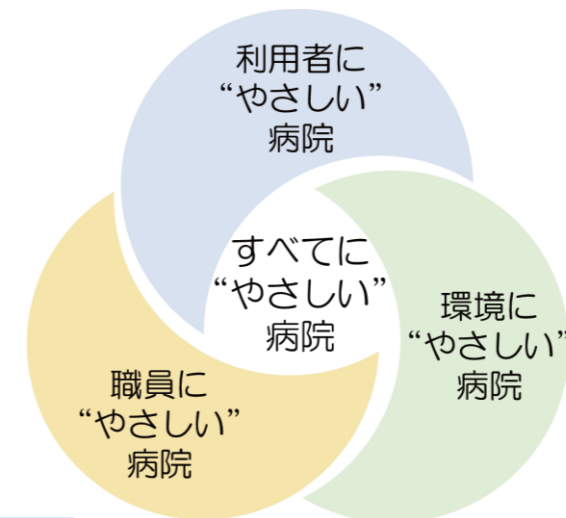 利用者に
“やさしい”
病院
すべてに
“やさしい”
病院
環境に
“やさしい”
病院
職員に
“やさしい”
病院